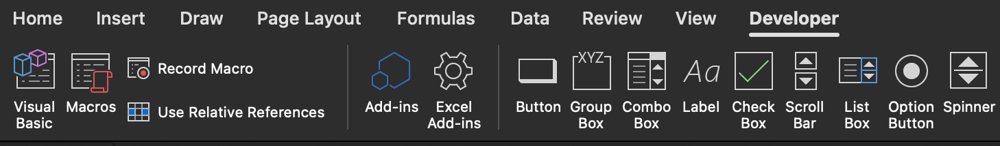 Home Insert Draw Page Layout Formulas Data Review View Developer
Visual Basic
Macros
Record Macro
Use Relative References
Add-ins
Excel Add-ins
Button
XYZ
Group Box
Combo Box
Aa
Label
Check Box
Scroll Bar
List Box
Option Button
Spinner